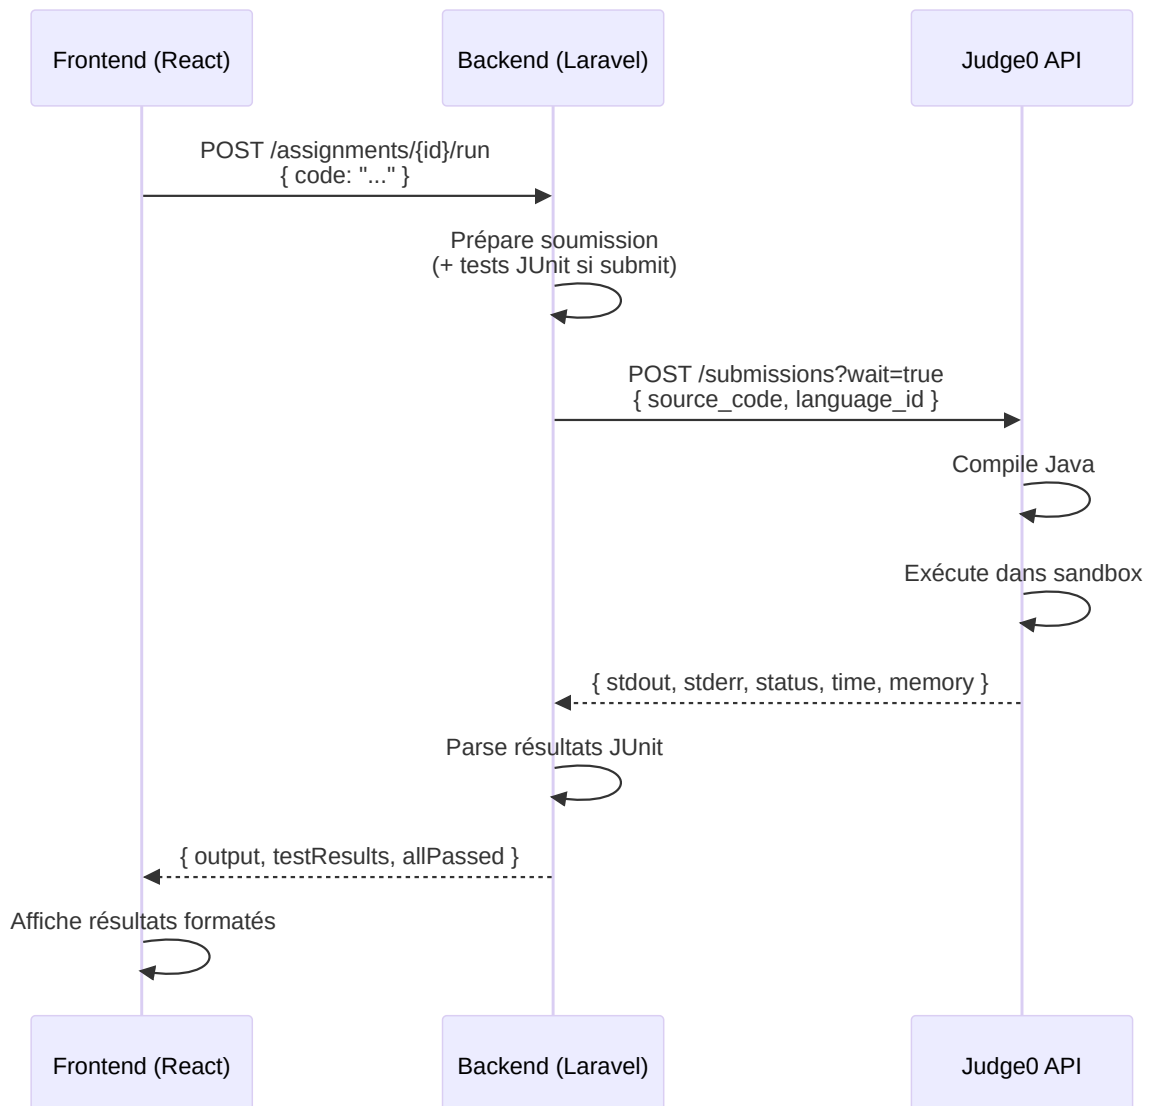 Frontend (React)
Backend (Laravel)
Judge0 API
POST /assignments/{id}/run
{ code: "..." }
Prépare soumission
(+ tests JUnit si submit)
POST /submissions?wait=true
{ source_code, language_id }
Compile Java
Exécute dans sandbox
{ stdout, stderr, status, time, memory }
Parse résultats JUnit
{ output, testResults, allPassed }
Affiche résultats formatés
Frontend (React)
Backend (Laravel)
Judge0 API